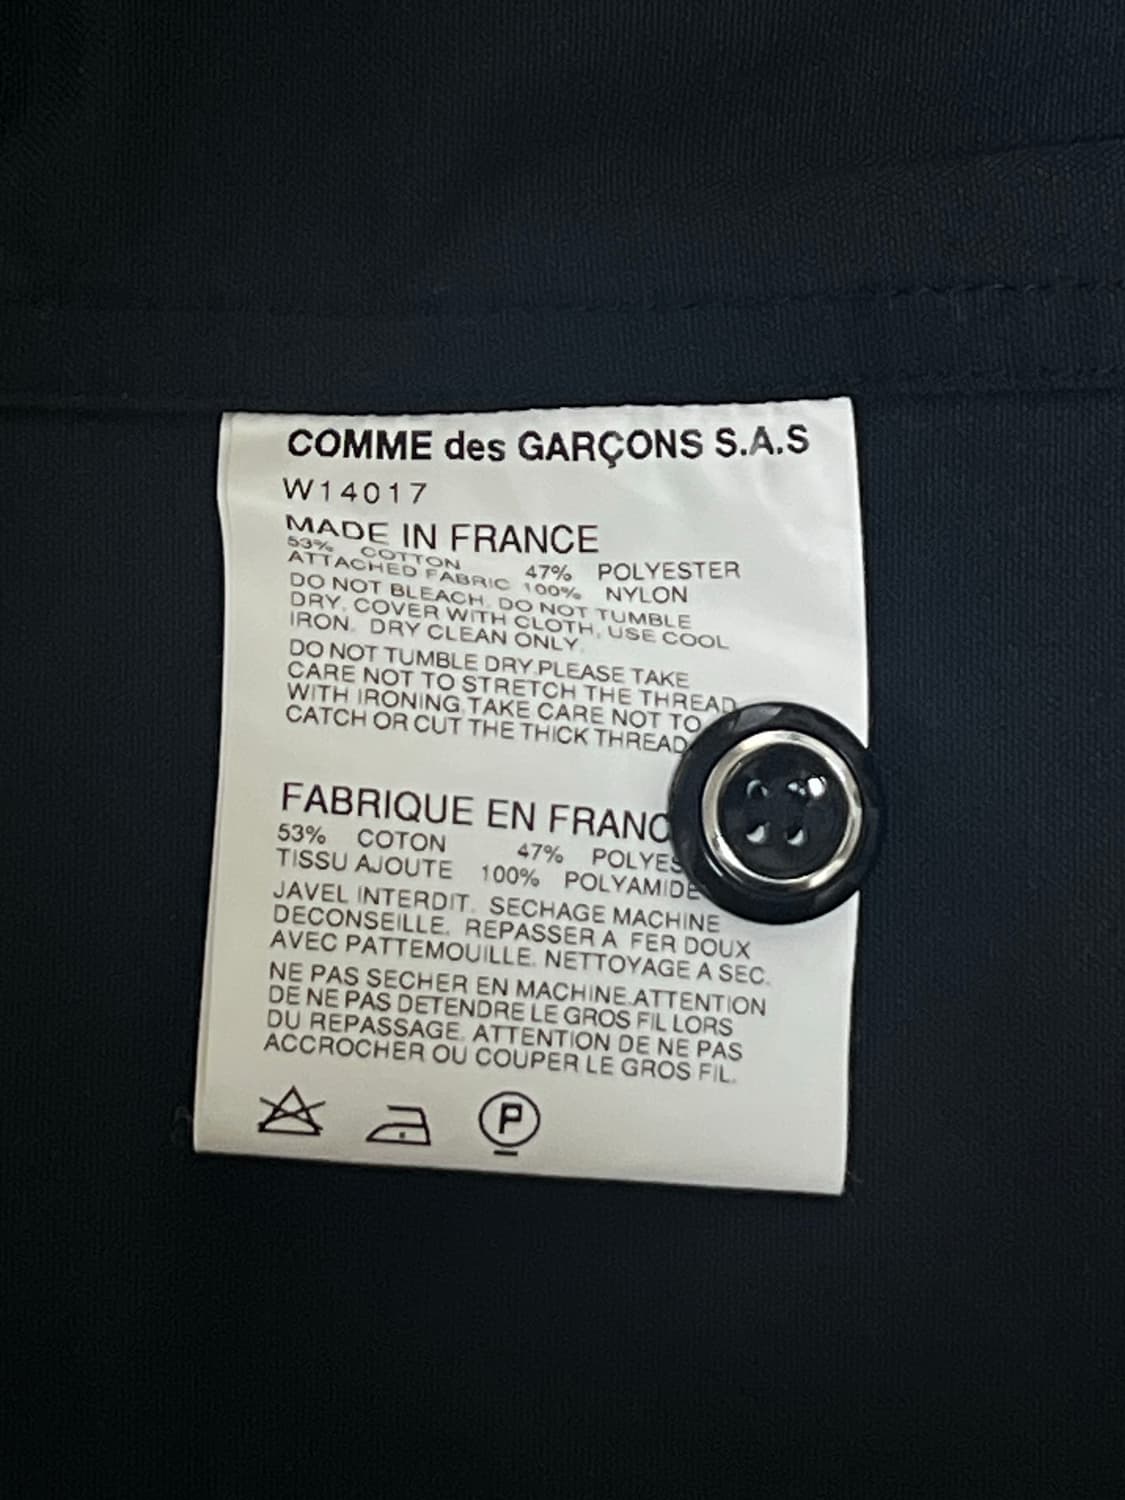 COMME des GARÇONS S.A.S
W14017
MADE IN FRANCE
53% COTTON 47% POLYESTER
ATTACHED FABRIC 100% NYLON
DO NOT BLEACH. DO NOT TUMBLE
DRY. COVER WITH CLOTH, USE COOL
IRON. DRY CLEAN ONLY.
DO NOT TUMBLE DRY.PLEASE TAKE
CARE NOT TO STRETCH THE THREAD
WITH IRONING.TAKE CARE NOT TO
CATCH OR CUT THE THICK THREAD
FABRIQUE EN FRANC
53% COTON 47% POLYES
TISSU AJOUTE 100% POLYAMIDE
JAVEL INTERDIT. SECHAGE MACHINE
DECONSEILLE. REPASSER A FER DOUX
AVEC PATTEMOUILLE. NETTOYAGE A SEC.
NE PAS SECHER EN MACHINE.ATTENTION
DE NE PAS DETENDRE LE GROS FIL LORS
DU REPASSAGE. ATTENTION DE NE PAS
ACCROCHER OU COUPER LE GROS FIL.
P